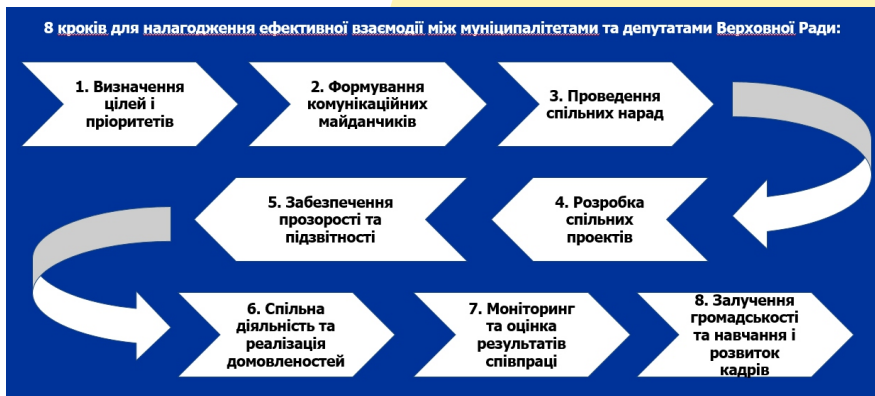 8 кроків для налагодження ефективної взаємодії між муніципалітетами та депутатами Верховної Ради:
1. Визначення
цілей і
пріоритетів
2. Формування
комунікаційних
майданчиків
3. Проведення
спільних нарад
4. Розробка
спільних
проектів
5. Забезпечення
прозорості та
підзвітності
6. Спільна
діяльність та
реалізація
домовленостей
7. Моніторинг
та оцінка
результатів
співпраці
8. Залучення
громадськості
та навчання і
розвиток
кадрів